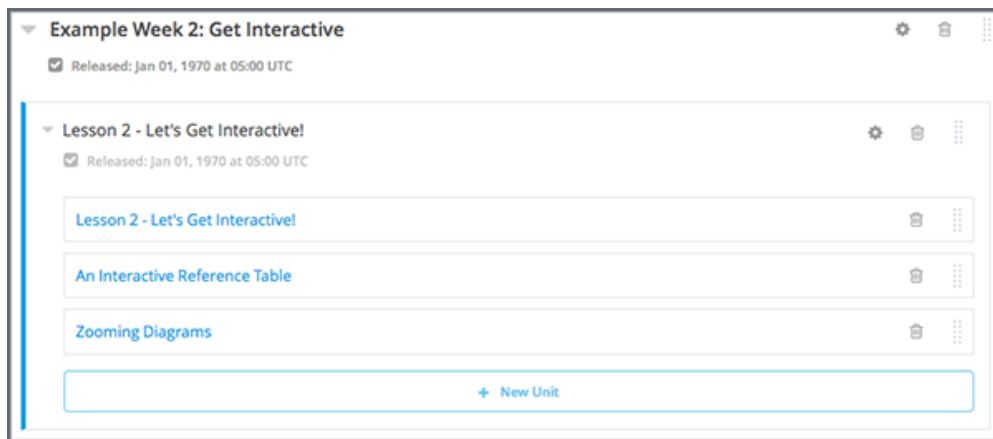 Example Week 2: Get Interactive
Released: Jan 01, 1970 at 05:00 UTC
Lesson 2 - Let's Get Interactive!
Released: Jan 01, 1970 at 05:00 UTC
Lesson 2 - Let's Get Interactive!
An Interactive Reference Table
Zooming Diagrams
+ New Unit